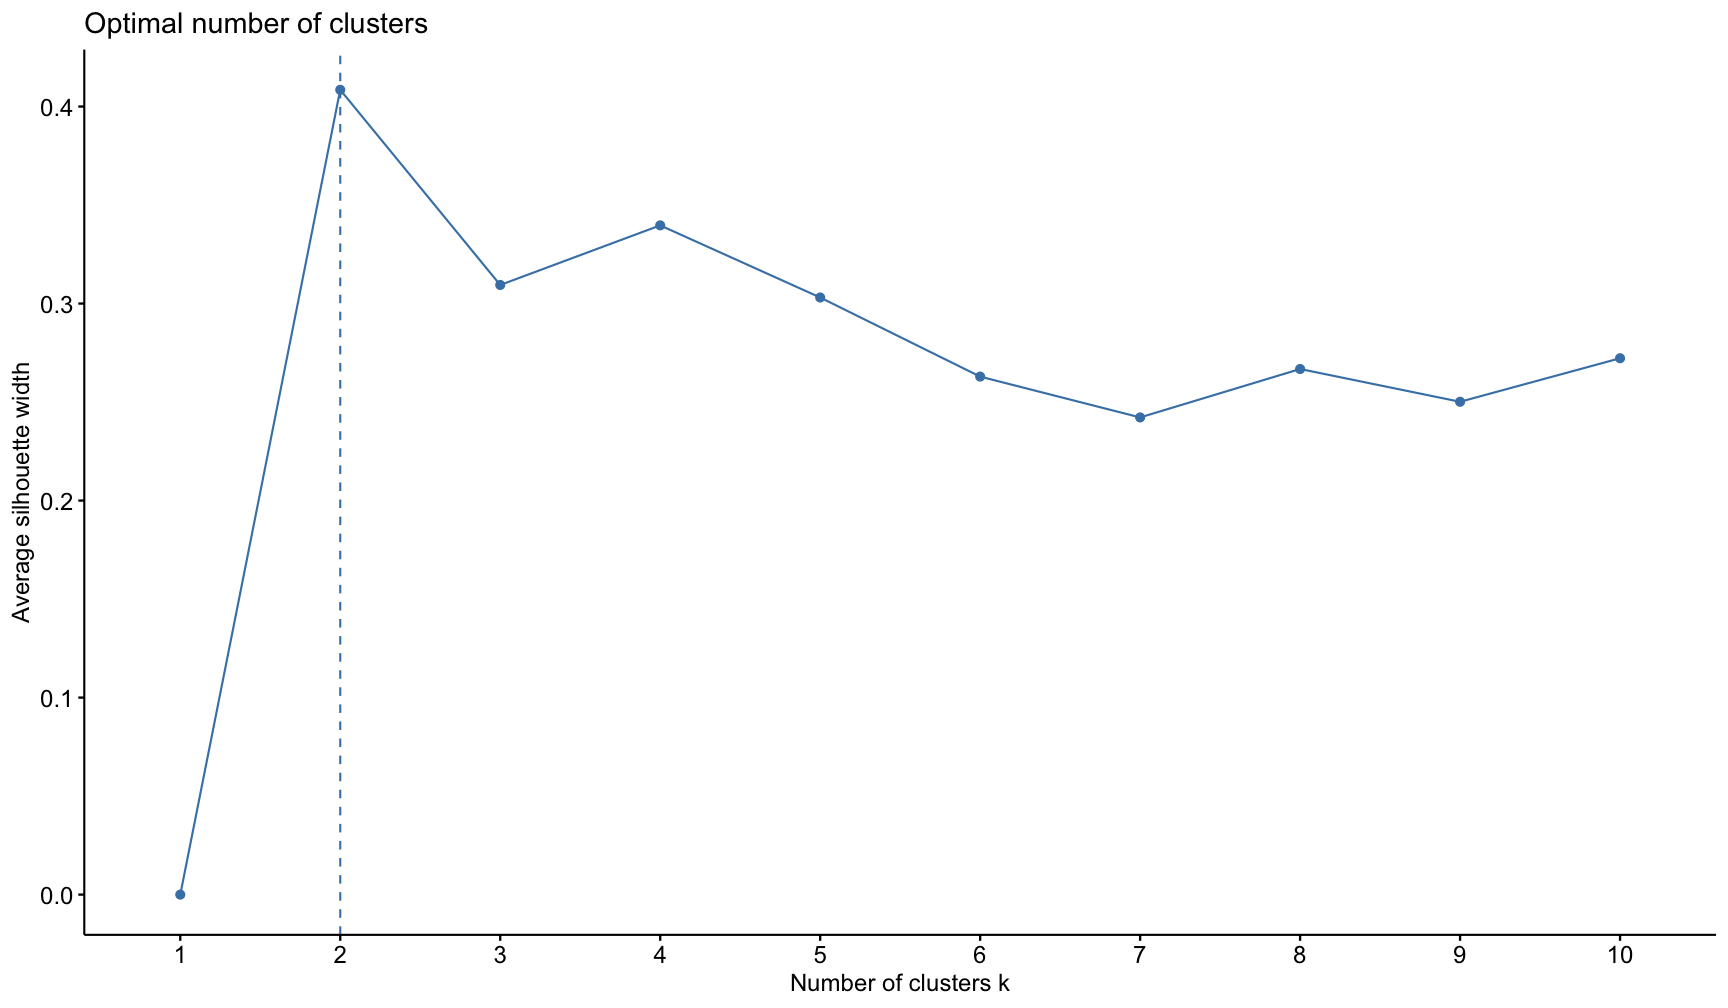 Optimal number of clusters
Average silhouette width
0.4
0.3
0.2
0.1
0.0
1 2 3 4 5 6 7 8 9 10
Number of clusters k